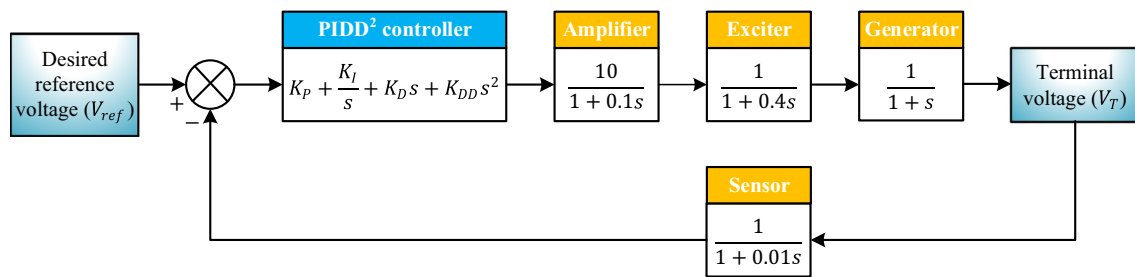 PIDD² controller
Amplifier
Exciter
Generator
Desired
reference
voltage (V_ref)
+
−
K_P + K_I/s + K_D s + K_DD s²
10/(1 + 0.1s)
1/(1 + 0.4s)
1/(1 + s)
Terminal
voltage (V_T)
Sensor
1/(1 + 0.01s)